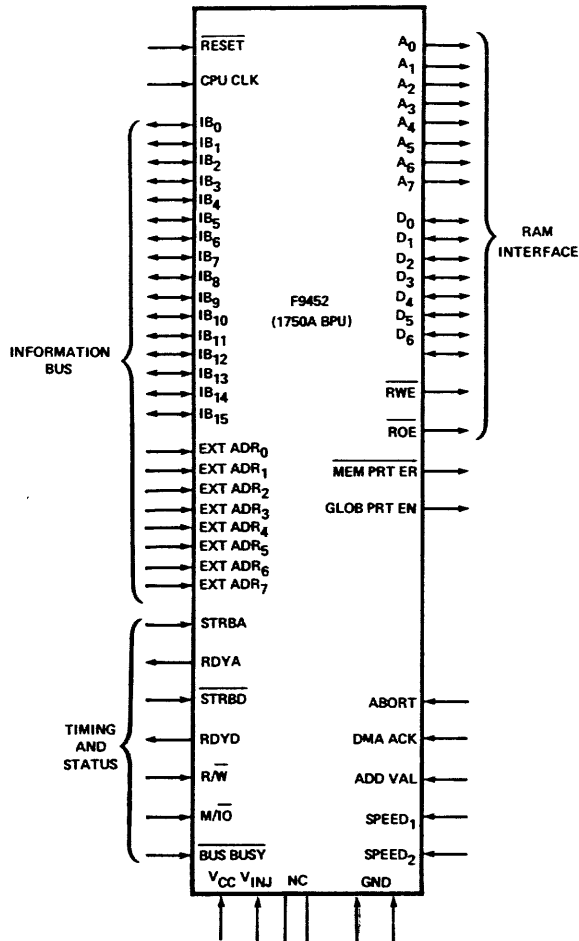 RESET
CPU CLK
IB0
IB1
IB2
IB3
IB4
IB5
IB6
IB7
IB8
IB9
IB10
IB11
IB12
IB13
IB14
IB15
INFORMATION
BUS
EXT ADR0
EXT ADR1
EXT ADR2
EXT ADR3
EXT ADR4
EXT ADR5
EXT ADR6
EXT ADR7
STRBA
RDYA
STRBD
RDYD
R/W
M/IO
BUS BUSY
TIMING
AND
STATUS
F9452
(1750A BPU)
A0
A1
A2
A3
A4
A5
A6
A7
D0
D1
D2
D3
D4
D5
D6
RWE
ROE
RAM
INTERFACE
MEM PRT ER
GLOB PRT EN
ABORT
DMA ACK
ADD VAL
SPEED1
SPEED2
VCC VINJ NC GND